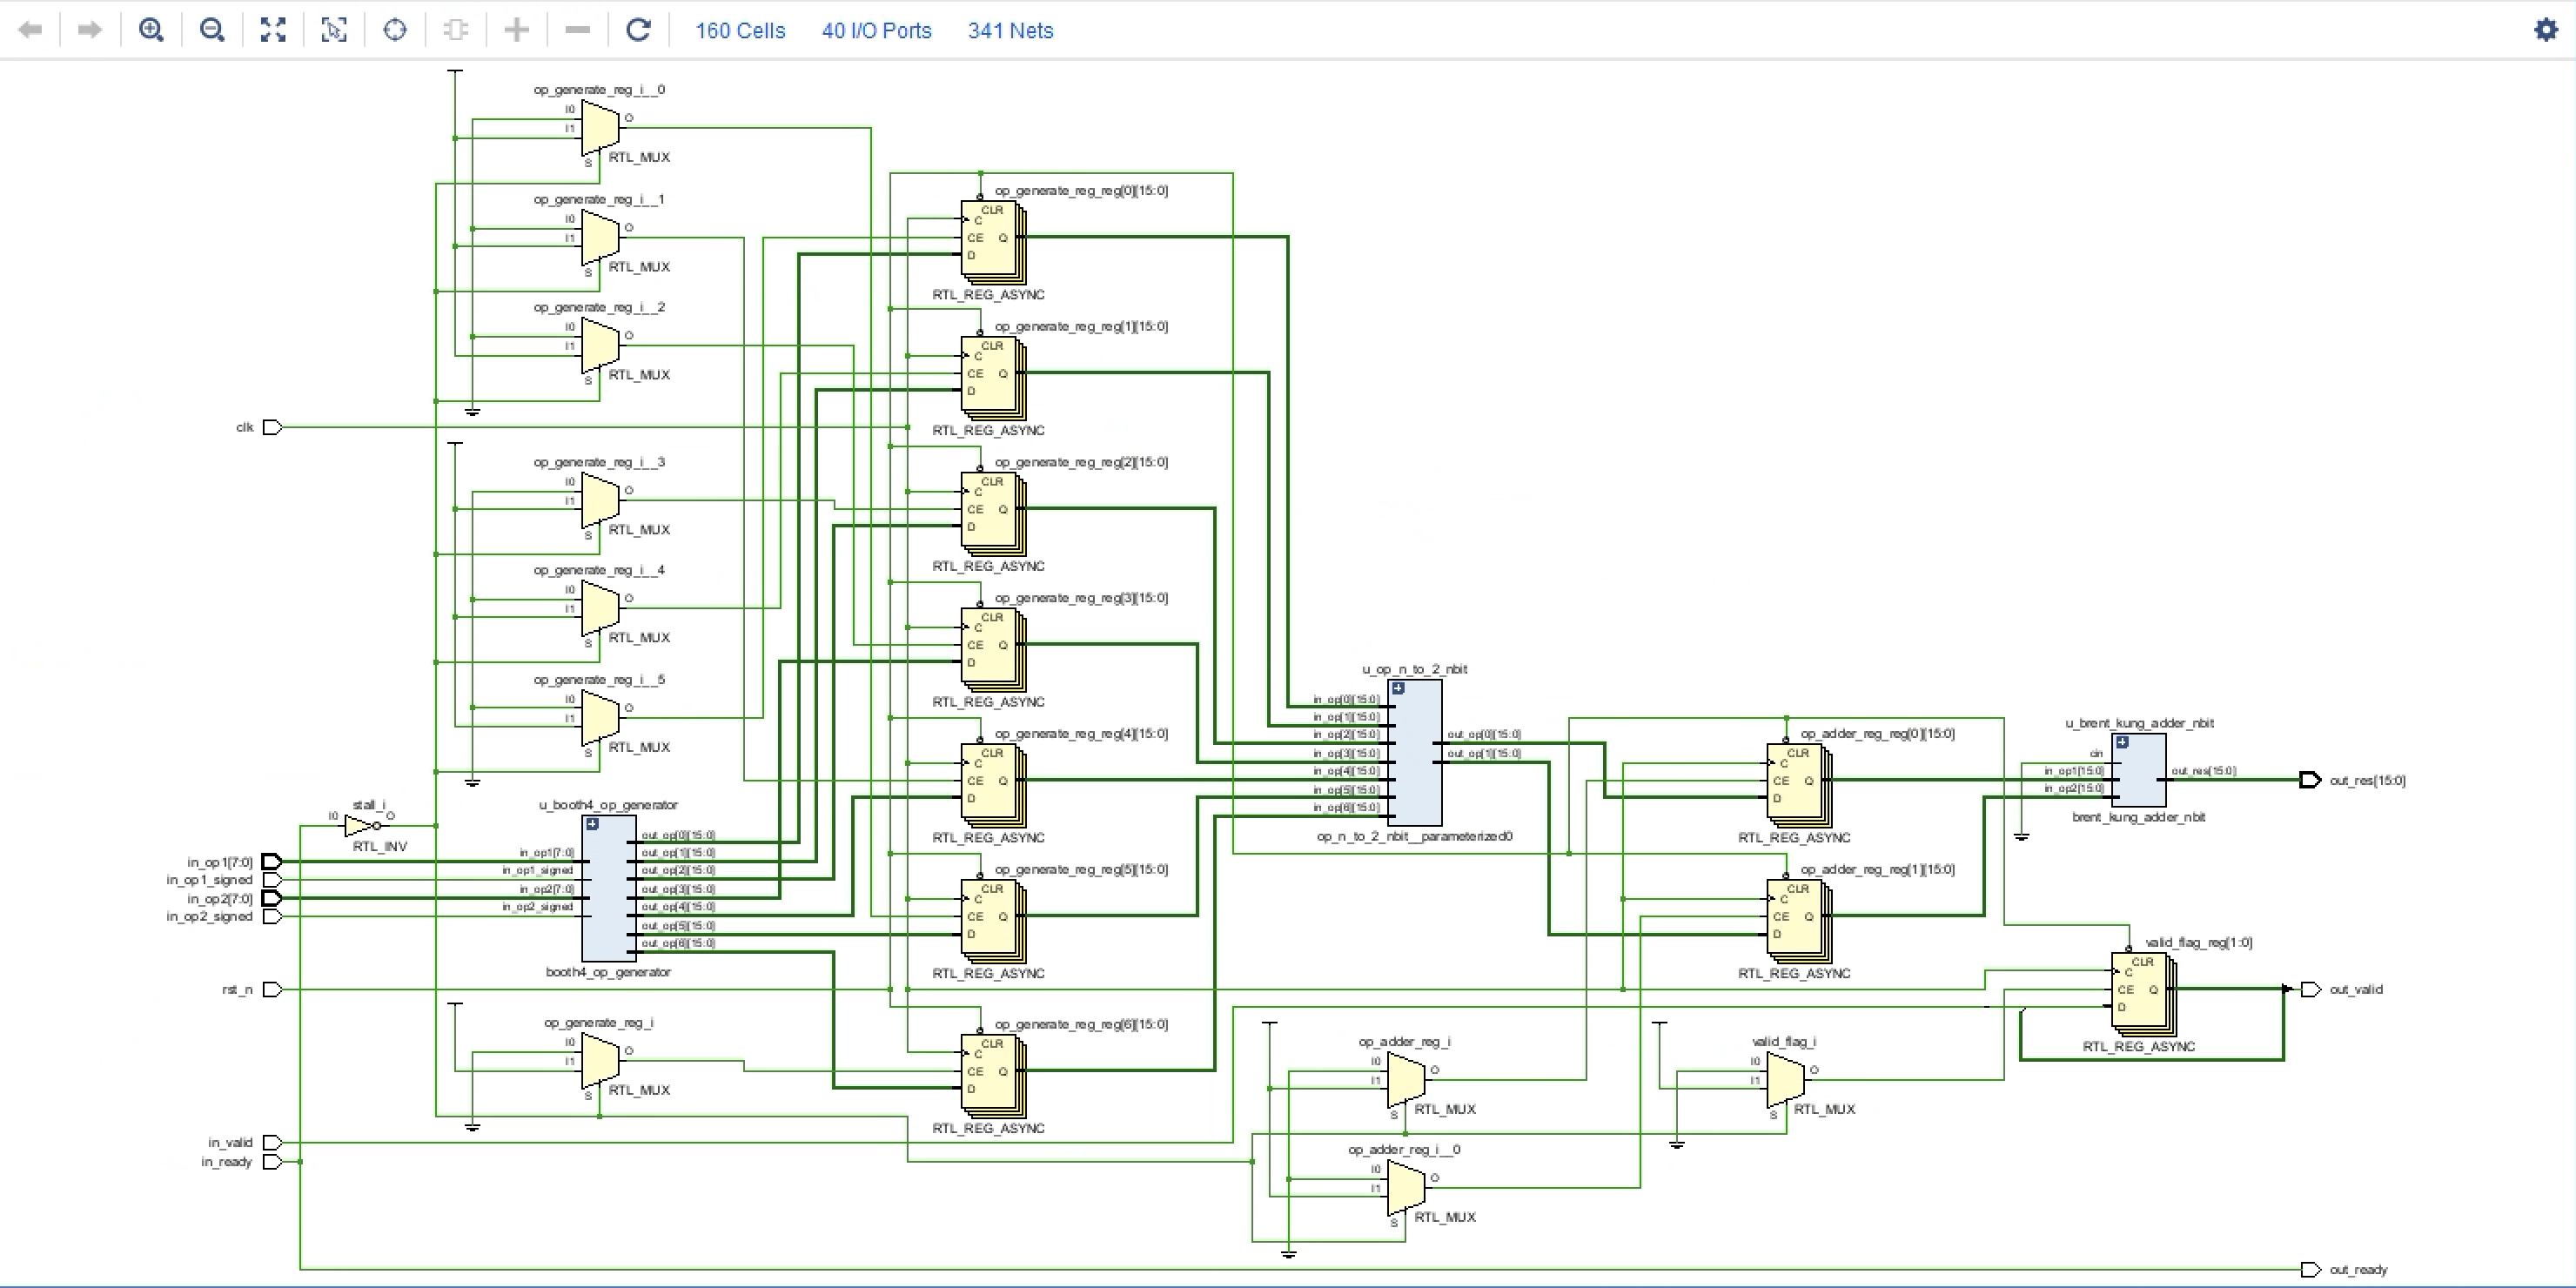 160 Cells 40 I/O Ports 341 Nets
op_generate_reg_i__0
I0
I1
O
S
RTL_MUX
op_generate_reg_i__1
I0
I1
O
S
RTL_MUX
op_generate_reg_i__2
I0
I1
O
S
RTL_MUX
clk
op_generate_reg_i__3
I0
I1
O
S
RTL_MUX
op_generate_reg_i__4
I0
I1
O
S
RTL_MUX
op_generate_reg_i__5
I0
I1
O
S
RTL_MUX
stall_i
I0
O
RTL_INV
in_op1[7:0]
in_op1_signed
in_op2[7:0]
in_op2_signed
u_booth4_op_generator
in_op1[7:0]
in_op1_signed
in_op2[7:0]
in_op2_signed
out_op[0][15:0]
out_op[1][15:0]
out_op[2][15:0]
out_op[3][15:0]
out_op[4][15:0]
out_op[5][15:0]
out_op[6][15:0]
booth4_op_generator
rst_n
op_generate_reg_i
I0
I1
O
S
RTL_MUX
in_valid
in_ready
op_generate_reg_reg[0][15:0]
CLR
C
CE Q
D
RTL_REG_ASYNC
op_generate_reg_reg[1][15:0]
CLR
C
CE Q
D
RTL_REG_ASYNC
op_generate_reg_reg[2][15:0]
CLR
C
CE Q
D
RTL_REG_ASYNC
op_generate_reg_reg[3][15:0]
CLR
C
CE Q
D
RTL_REG_ASYNC
op_generate_reg_reg[4][15:0]
CLR
C
CE Q
D
RTL_REG_ASYNC
op_generate_reg_reg[5][15:0]
CLR
C
CE Q
D
RTL_REG_ASYNC
op_generate_reg_reg[6][15:0]
CLR
C
CE Q
D
RTL_REG_ASYNC
u_op_n_to_2_nbit
in_op[0][15:0]
in_op[1][15:0]
in_op[2][15:0]
in_op[3][15:0]
in_op[4][15:0]
in_op[5][15:0]
in_op[6][15:0]
out_op[0][15:0]
out_op[1][15:0]
op_n_to_2_nbit__parameterized0
op_adder_reg_i
I0
I1
O
S
RTL_MUX
op_adder_reg_i__0
I0
I1
O
S
RTL_MUX
op_adder_reg_reg[0][15:0]
CLR
C
CE Q
D
RTL_REG_ASYNC
op_adder_reg_reg[1][15:0]
CLR
C
CE Q
D
RTL_REG_ASYNC
valid_flag_i
I0
I1
O
S
RTL_MUX
u_brent_kung_adder_nbit
cin
in_op1[15:0]
in_op2[15:0]
out_res[15:0]
brent_kung_adder_nbit
valid_flag_reg[1:0]
CLR
C
CE Q
D
RTL_REG_ASYNC
out_res[15:0]
out_valid
out_ready